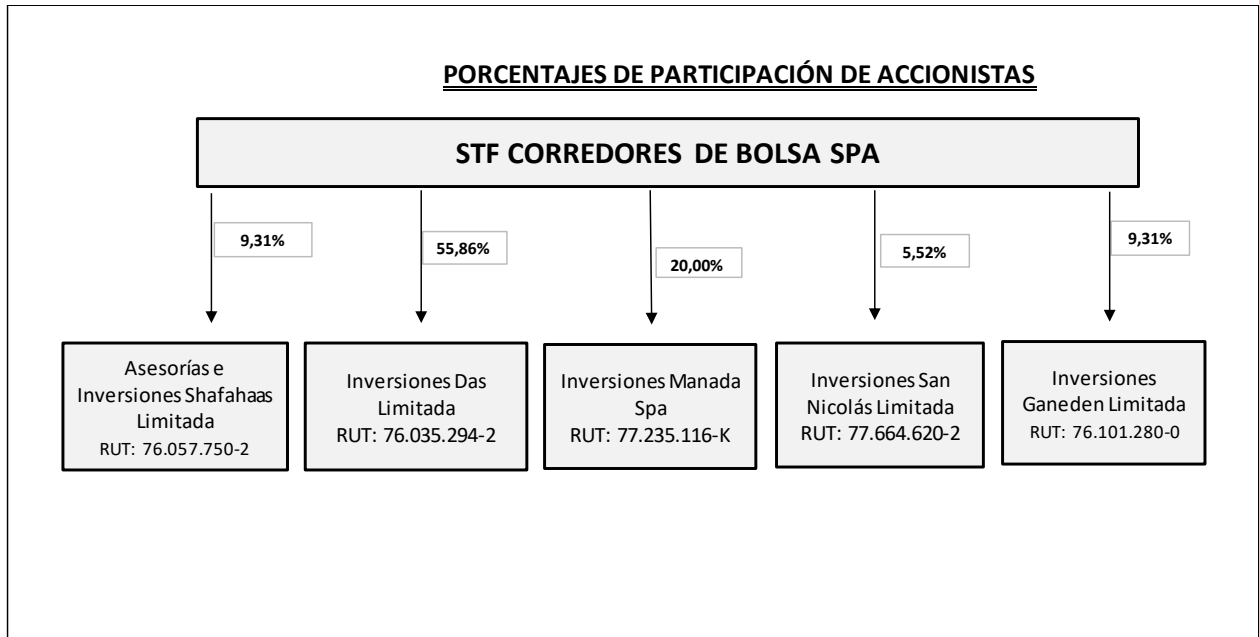 PORCENTAJES DE PARTICIPACIÓN DE ACCIONISTAS
STF CORREDORES DE BOLSA SPA
9,31%
55,86%
20,00%
5,52%
9,31%
Asesorías e
Inversiones Shafahaas
Limitada
RUT: 76.057.750-2
Inversiones Das
Limitada
RUT: 76.035.294-2
Inversiones Manada
Spa
RUT: 77.235.116-K
Inversiones San
Nicolás Limitada
RUT: 77.664.620-2
Inversiones
Ganeden Limitada
RUT: 76.101.280-0